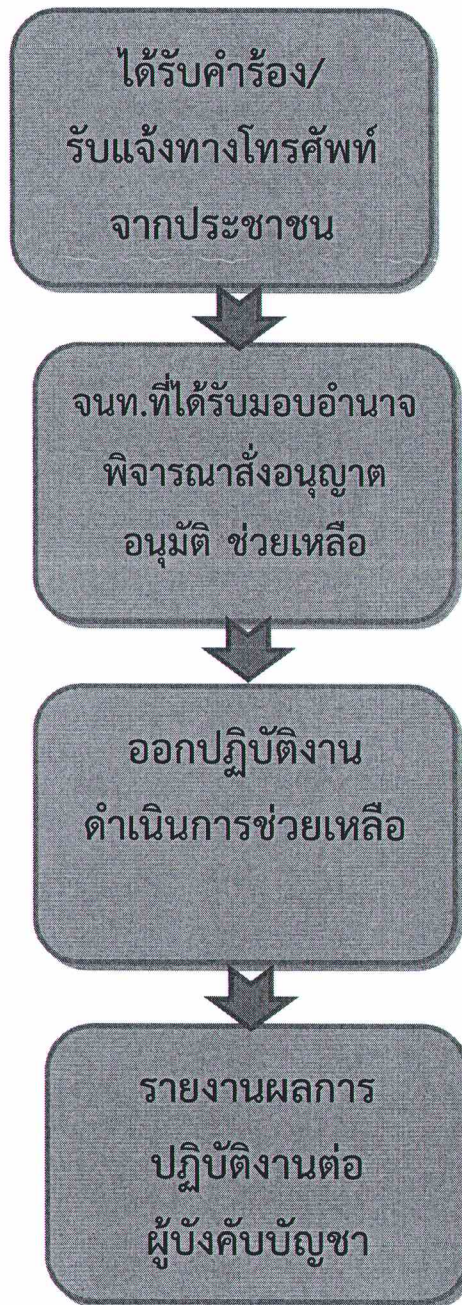 ได้รับคำร้อง/
รับแจ้งทางโทรศัพท์
จากประชาชน
จนท.ที่ได้รับมอบอำนาจ
พิจารณาสั่งอนุญาต
อนุมัติ ช่วยเหลือ
ออกปฏิบัติงาน
ดำเนินการช่วยเหลือ
รายงานผลการ
ปฏิบัติงานต่อ
ผู้บังคับบัญชา